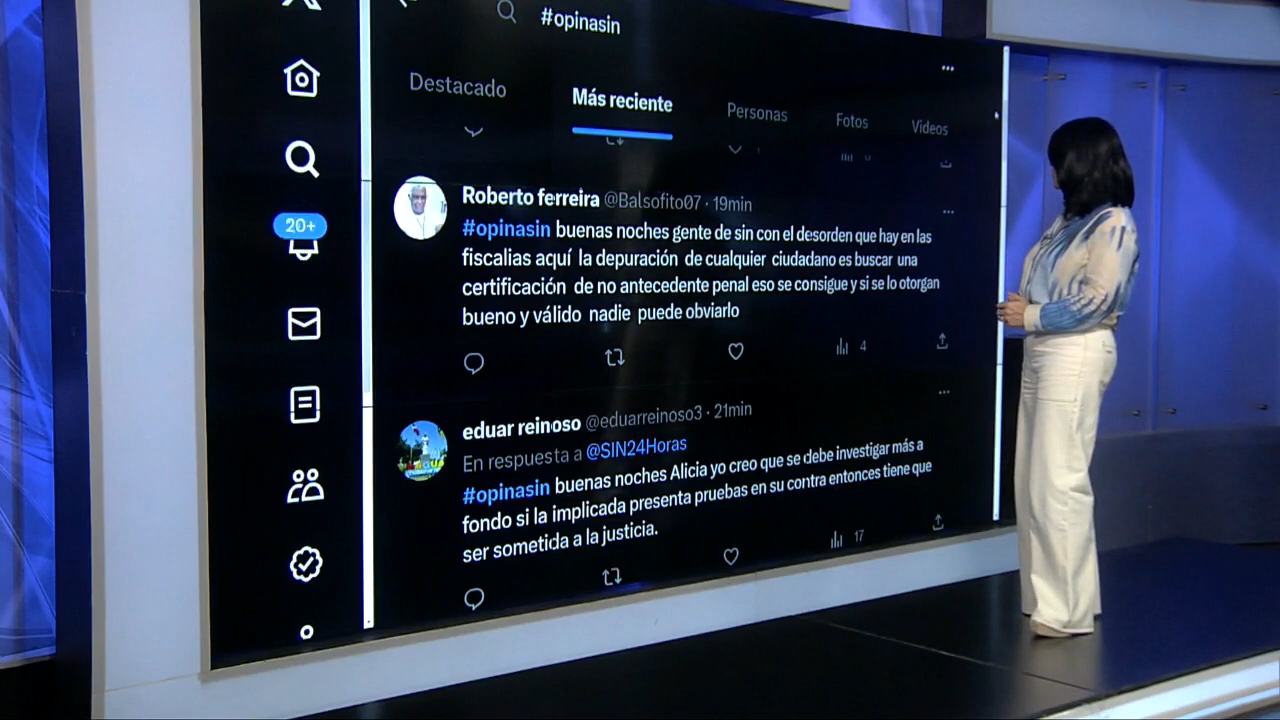 #opinasin
Destacado
Más reciente
Personas
Fotos
Videos
20+
Roberto ferreira @Balsofito07 · 19min
#opinasin buenas noches gente de sin con el desorden que hay en las
fiscalias aquí la depuración de cualquier ciudadano es buscar una
certificación de no antecedente penal eso se consigue y si se lo otorgan
bueno y válido nadie puede obviarlo
4
eduar reinoso @eduarreinoso3 · 21min
En respuesta a @SIN24Horas
#opinasin buenas noches Alicia yo creo que se debe investigar más a
fondo si la implicada presenta pruebas en su contra entonces tiene que
ser sometida a la justicia.
17